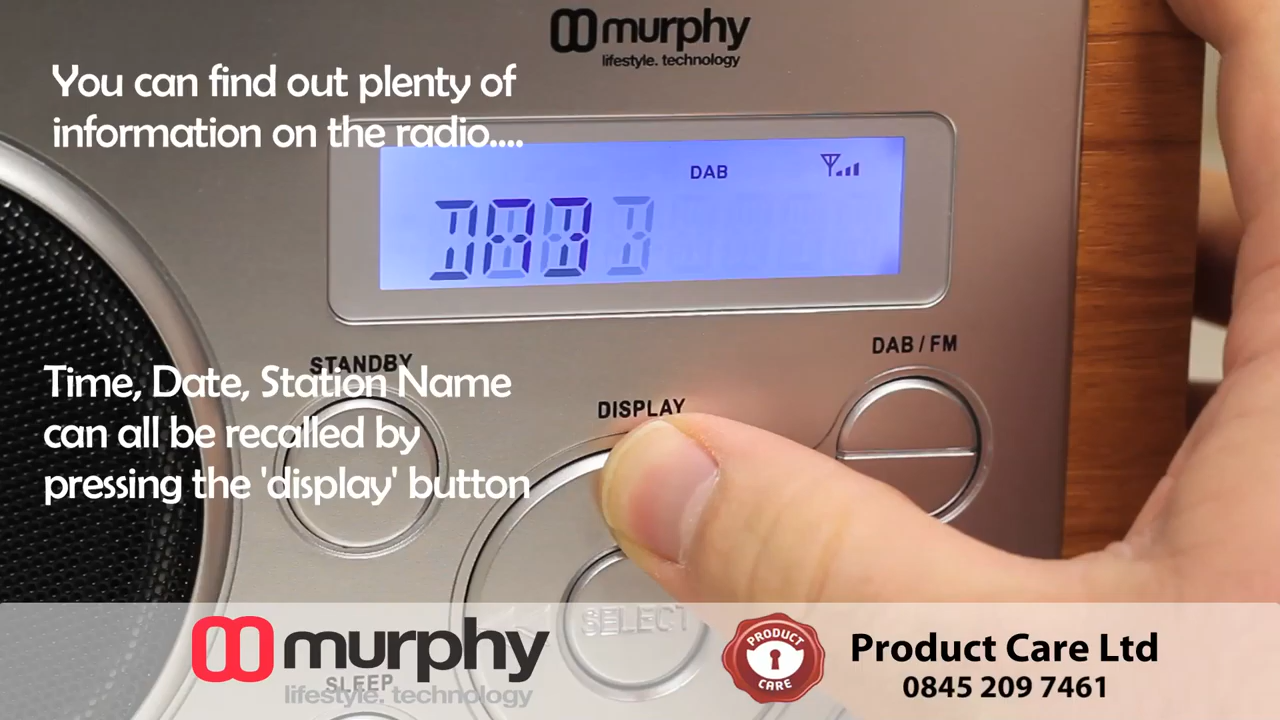 murphy
lifestyle. technology
You can find out plenty of
information on the radio....
DAB
DAB
DAB / FM
STANDBY
Time, Date, Station Name
can all be recalled by
pressing the 'display' button
DISPLAY
SELECT
SLEEP
murphy
lifestyle. technology
PRODUCT
CARE
Product Care Ltd
0845 209 7461